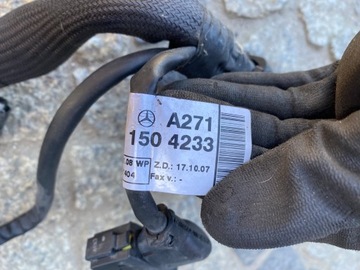 A271
150 4233
08 WP Z.D.: 17.10.07
404 Fax v.: -